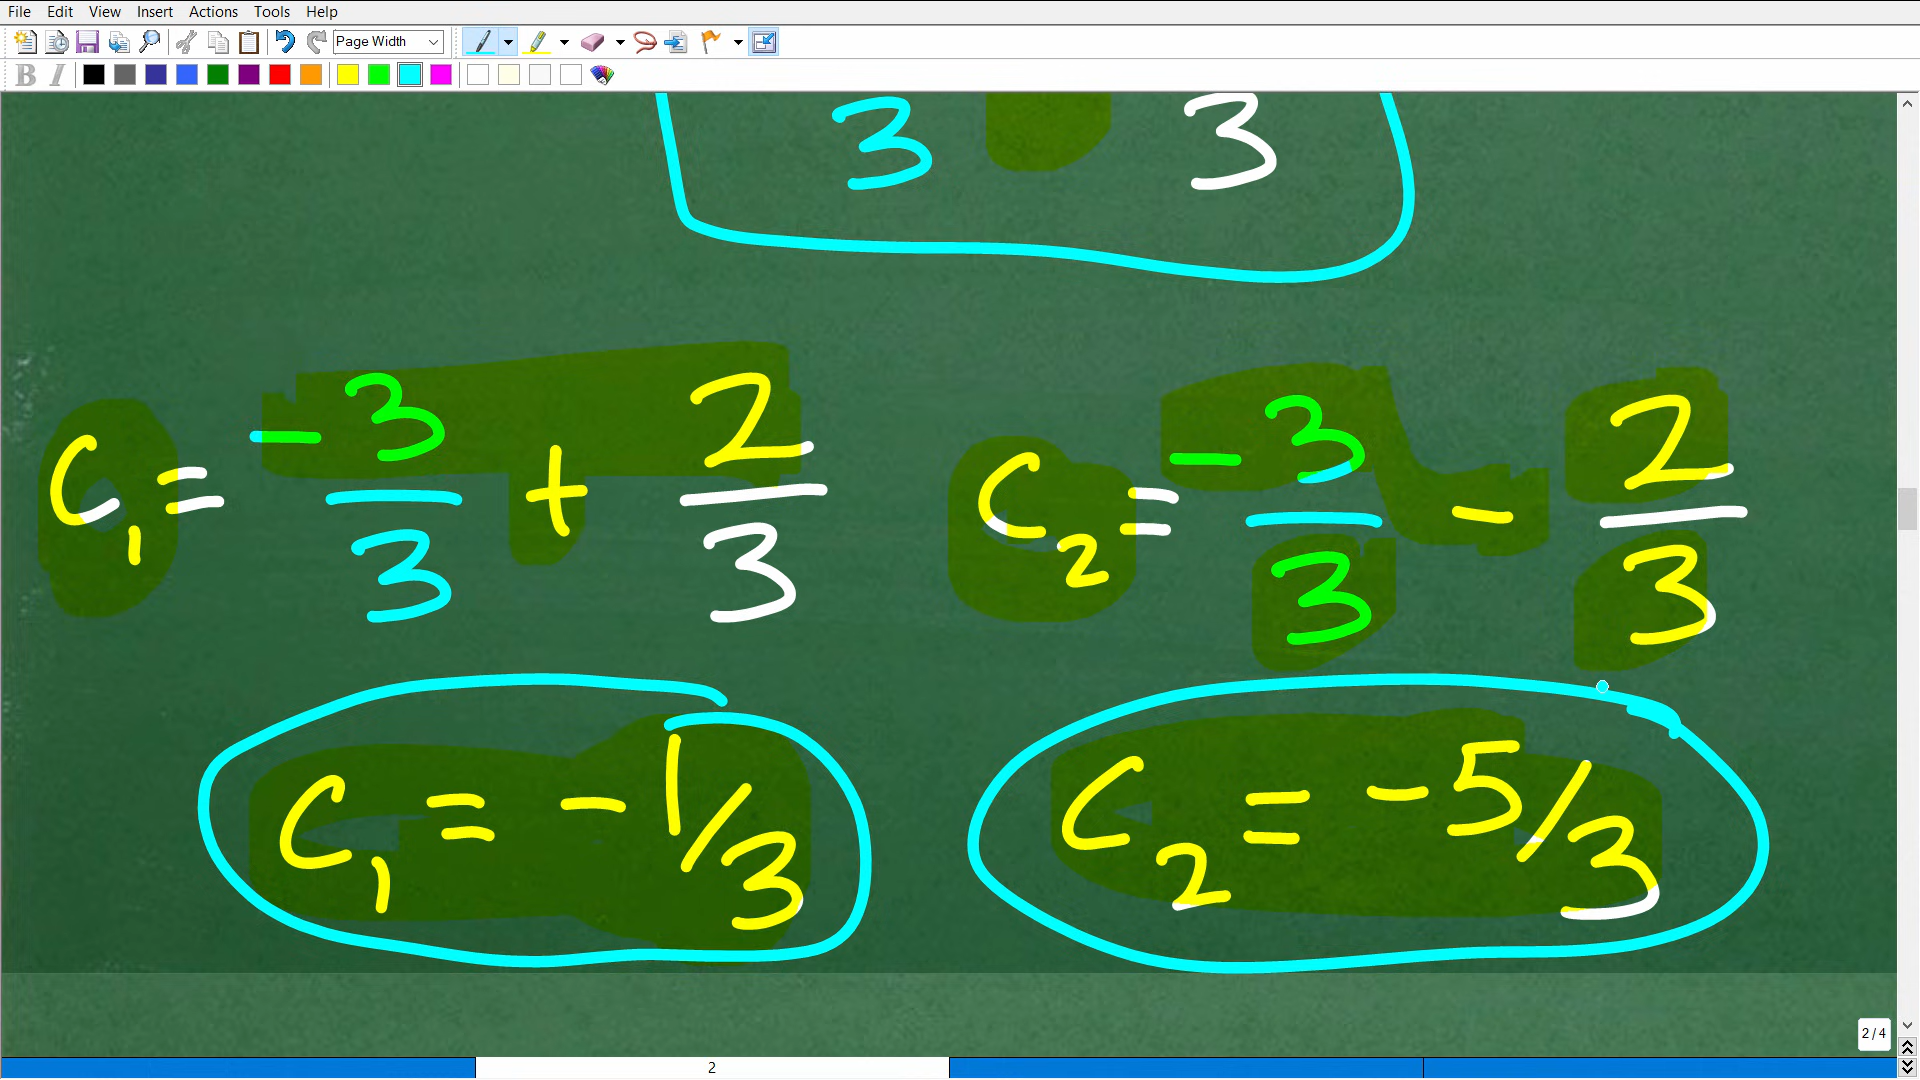 File Edit View Insert Actions Tools Help
Page Width
B I
3 3
C₁ = -3/3 + 2/3 C₂ = -3/3 - 2/3
C₁ = -1/3 C₂ = -5/3
2 / 4
2